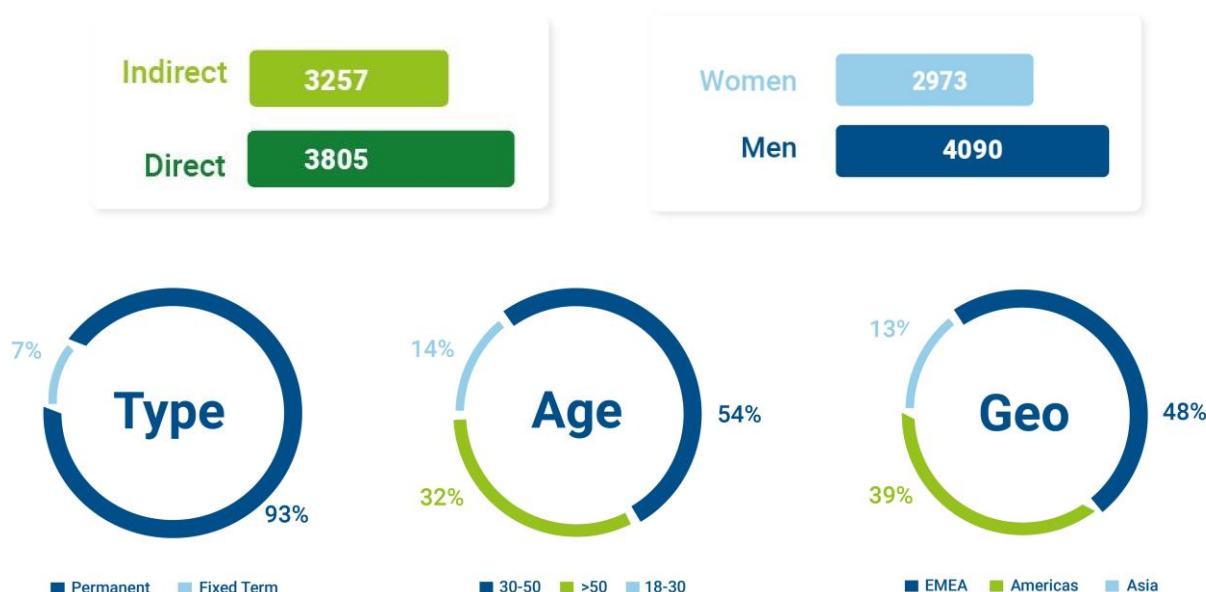 Indirect 3257
Direct 3805
Women 2973
Men 4090
7%
Type
93%
Permanent Fixed Term
14%
Age
54%
32%
30-50 >50 18-30
13%
Geo
48%
39%
EMEA Americas Asia